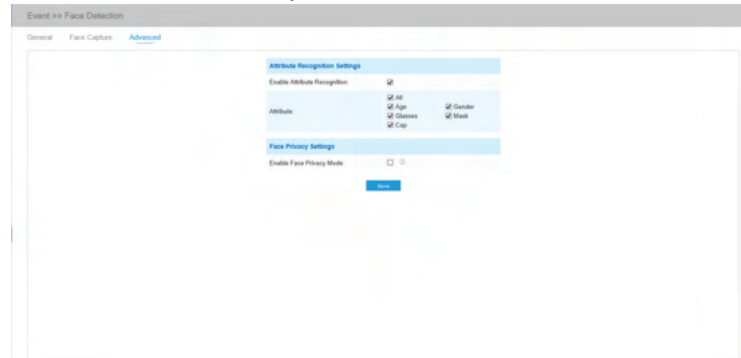 Event >> Face Detection
General Face Capture Advanced
Attribute Recognition Settings
Enable Attribute Recognition:
Attribute:
All
Age Gender
Glasses Mask
Cap
Face Privacy Settings
Enable Face Privacy Mode:
Save